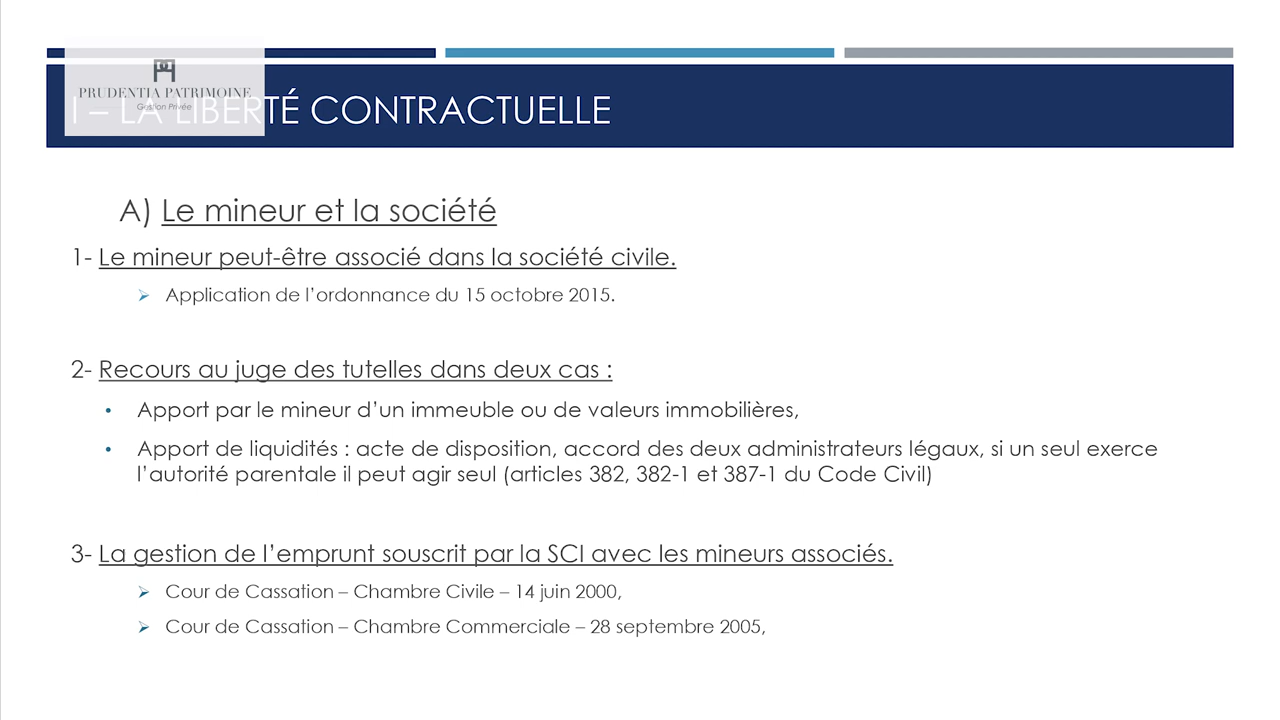 PRUDENTIA PATRIMOINE
Gestion Privée
I – LA LIBERTÉ CONTRACTUELLE
A) Le mineur et la société
1- Le mineur peut-être associé dans la société civile.
Application de l’ordonnance du 15 octobre 2015.
2- Recours au juge des tutelles dans deux cas :
• Apport par le mineur d’un immeuble ou de valeurs immobilières,
• Apport de liquidités : acte de disposition, accord des deux administrateurs légaux, si un seul exerce
l’autorité parentale il peut agir seul (articles 382, 382-1 et 387-1 du Code Civil)
3- La gestion de l’emprunt souscrit par la SCI avec les mineurs associés.
Cour de Cassation – Chambre Civile – 14 juin 2000,
Cour de Cassation – Chambre Commerciale – 28 septembre 2005,